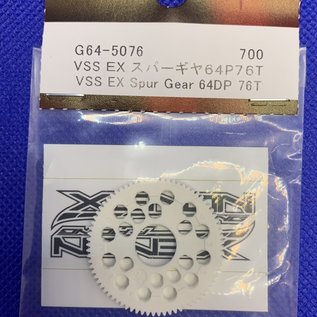 G64-5076 700
VSS EX スパーギヤ64P76T
VSS EX Spur Gear 64DP 76T